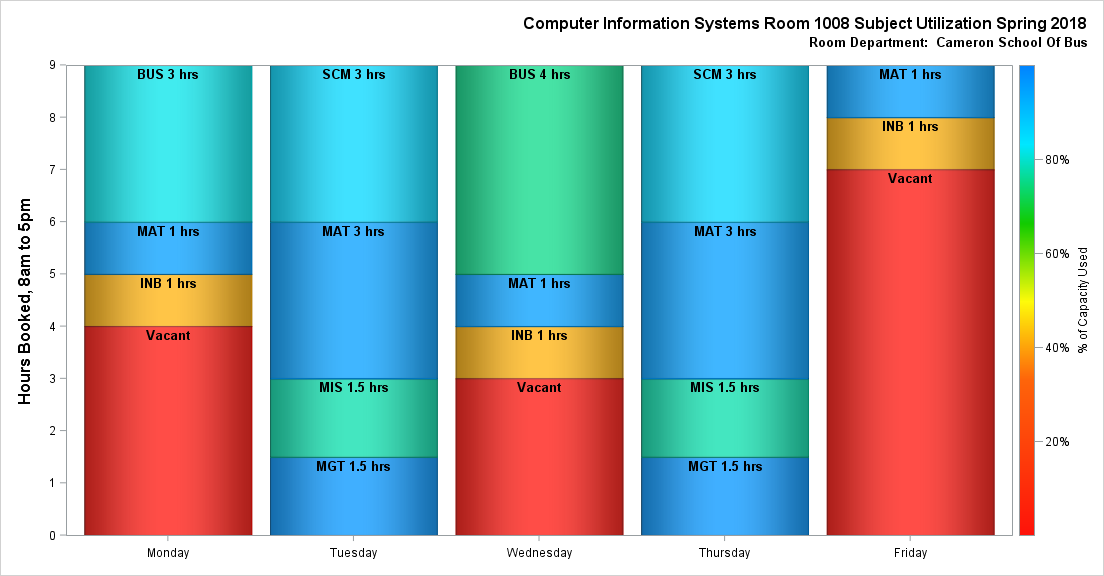 Computer Information Systems Room 1008 Subject Utilization Spring 2018
Room Department: Cameron School Of Bus
Hours Booked, 8am to 5pm
9
8
7
6
5
4
3
2
1
0
BUS 3 hrs
MAT 1 hrs
INB 1 hrs
Vacant
SCM 3 hrs
MAT 3 hrs
MIS 1.5 hrs
MGT 1.5 hrs
BUS 4 hrs
MAT 1 hrs
INB 1 hrs
Vacant
SCM 3 hrs
MAT 3 hrs
MIS 1.5 hrs
MGT 1.5 hrs
MAT 1 hrs
INB 1 hrs
Vacant
Monday
Tuesday
Wednesday
Thursday
Friday
80%
60%
40%
20%
% of Capacity Used